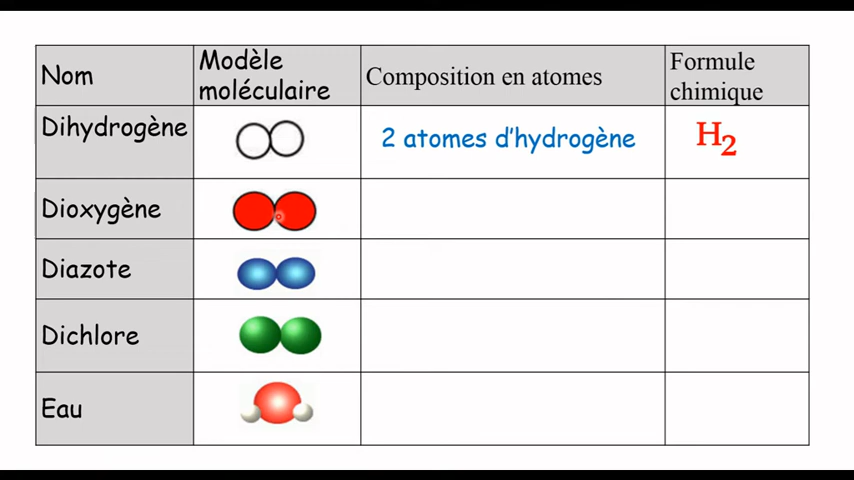 Nom
Modèle
moléculaire
Composition en atomes
Formule
chimique
Dihydrogène
2 atomes d'hydrogène
H₂
Dioxygène
Diazote
Dichlore
Eau